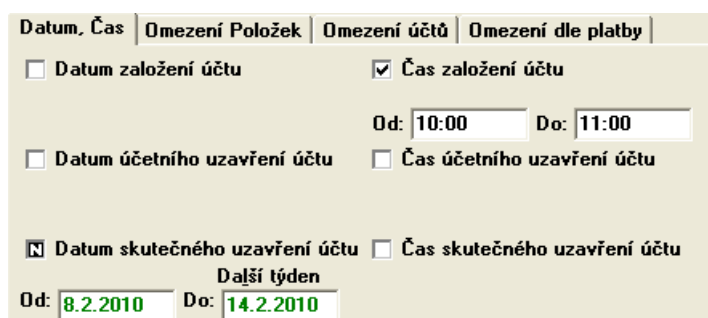 Datum, Čas Omezení Položek Omezení účtů Omezení dle platby
Datum založení účtu Čas založení účtu
Od: 10:00 Do: 11:00
Datum účetního uzavření účtu Čas účetního uzavření účtu
N Datum skutečného uzavření účtu Čas skutečného uzavření účtu
Další týden
Od: 8.2.2010 Do: 14.2.2010